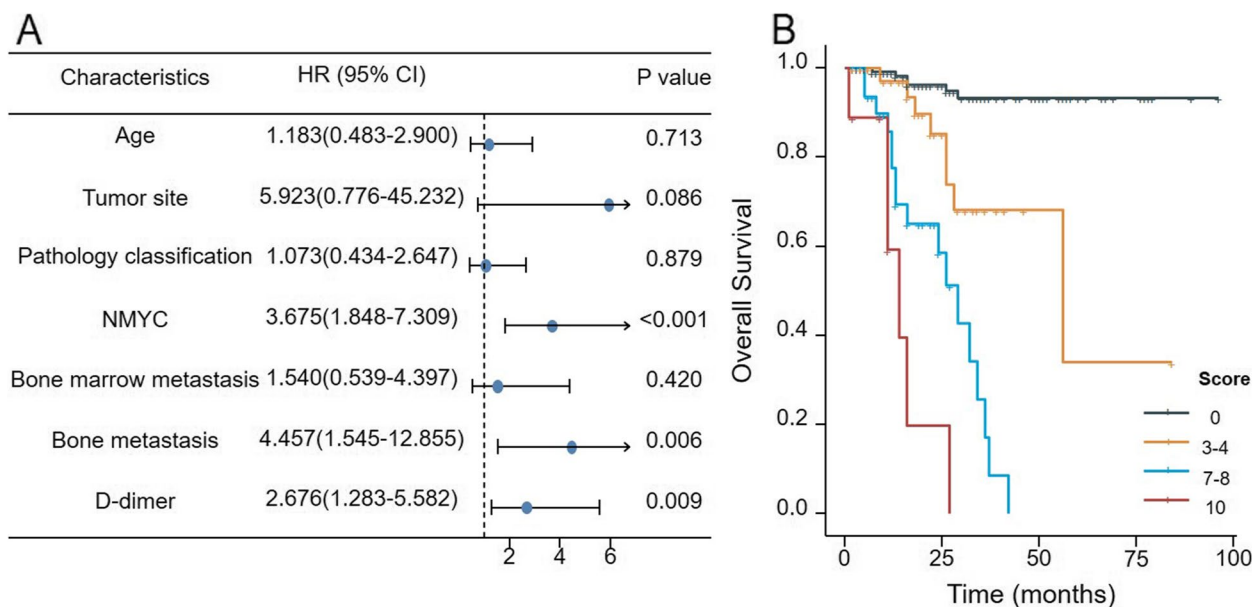 A
Characteristics HR (95% CI) P value
Age 1.183(0.483-2.900) 0.713
Tumor site 5.923(0.776-45.232) 0.086
Pathology classification 1.073(0.434-2.647) 0.879
NMYC 3.675(1.848-7.309) <0.001
Bone marrow metastasis 1.540(0.539-4.397) 0.420
Bone metastasis 4.457(1.545-12.855) 0.006
D-dimer 2.676(1.283-5.582) 0.009
2 4 6
B
Overall Survival
1.0
0.8
0.6
0.4
0.2
0.0
0 25 50 75 100
Time (months)
Score
0
3-4
7-8
10